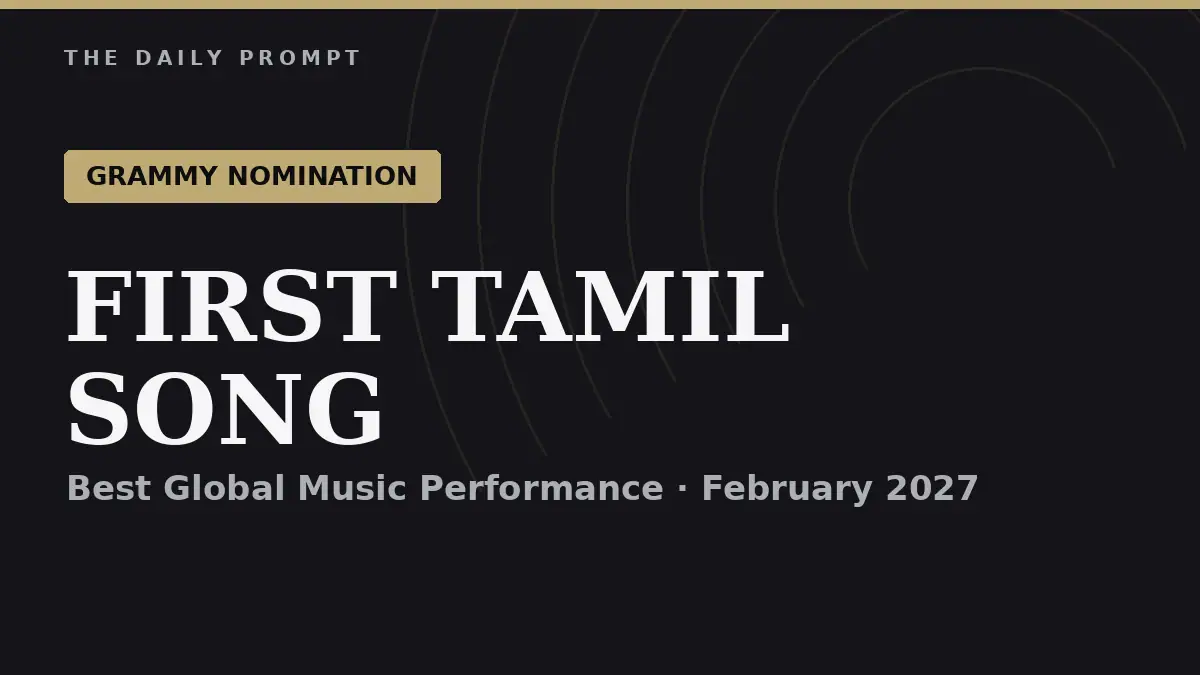 THE DAILY PROMPT
GRAMMY NOMINATION
FIRST TAMIL
SONG
Best Global Music Performance · February 2027